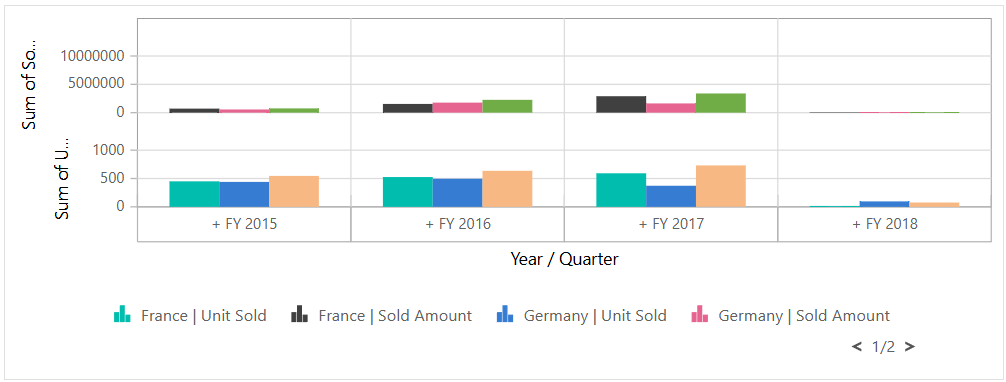 Sum of So...
10000000
5000000
0
Sum of U...
1000
500
0
+ FY 2015
+ FY 2016
+ FY 2017
+ FY 2018
Year / Quarter
France | Unit Sold
France | Sold Amount
Germany | Unit Sold
Germany | Sold Amount
< 1/2 >